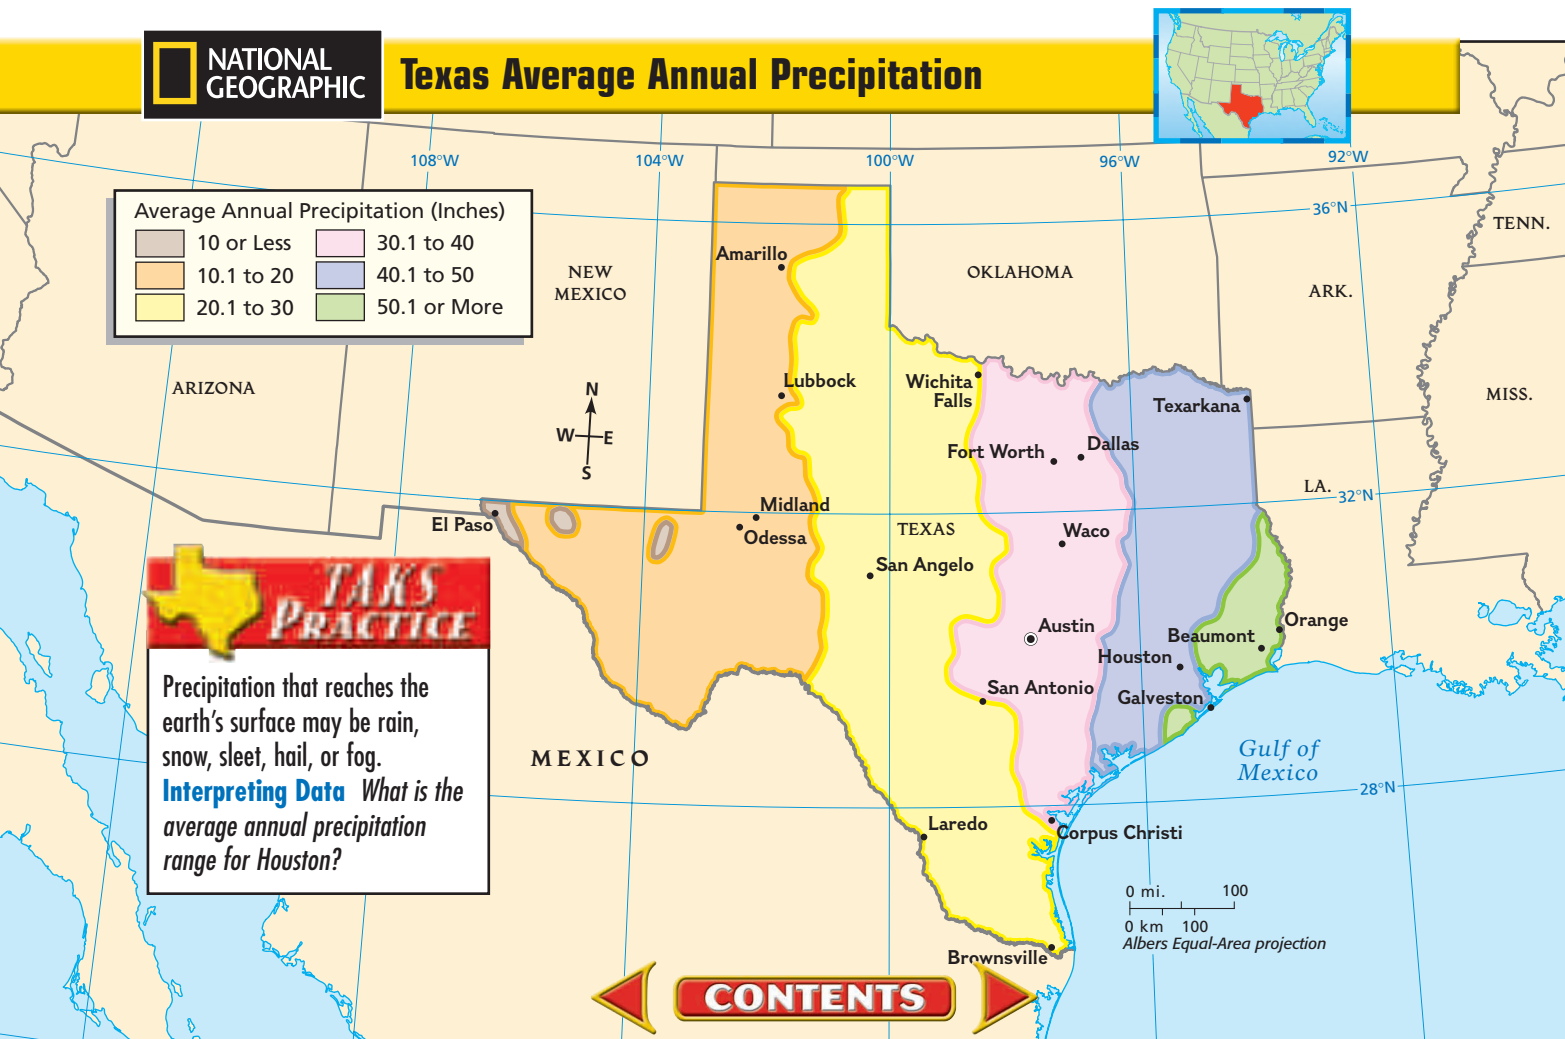 NATIONAL
GEOGRAPHIC
Texas Average Annual Precipitation
108°W
104°W
100°W
96°W
92°W
36°N
32°N
28°N
Average Annual Precipitation (Inches)
10 or Less
10.1 to 20
20.1 to 30
30.1 to 40
40.1 to 50
50.1 or More
NEW
MEXICO
OKLAHOMA
TENN.
ARK.
ARIZONA
MISS.
LA.
TEXAS
MEXICO
Gulf of
Mexico
N
W
E
S
Amarillo
Lubbock
Wichita
Falls
Texarkana
Fort Worth
Dallas
El Paso
Midland
Odessa
Waco
San Angelo
Austin
Orange
Beaumont
Houston
San Antonio
Galveston
Laredo
Corpus Christi
Brownsville
TAKS
PRACTICE
Precipitation that reaches the
earth's surface may be rain,
snow, sleet, hail, or fog.
Interpreting Data What is the
average annual precipitation
range for Houston?
0 mi. 100
0 km 100
Albers Equal-Area projection
CONTENTS